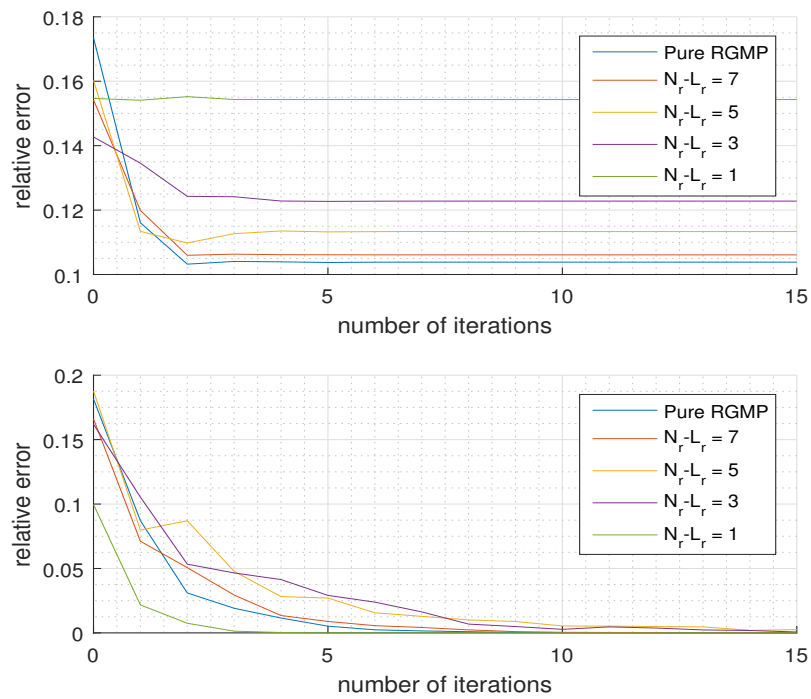 0.18
0.16
0.14
0.12
0.1
relative error
0
5
10
15
number of iterations
Pure RGMP
N_r-L_r = 7
N_r-L_r = 5
N_r-L_r = 3
N_r-L_r = 1
0.2
0.15
0.1
0.05
0
relative error
0
5
10
15
number of iterations
Pure RGMP
N_r-L_r = 7
N_r-L_r = 5
N_r-L_r = 3
N_r-L_r = 1